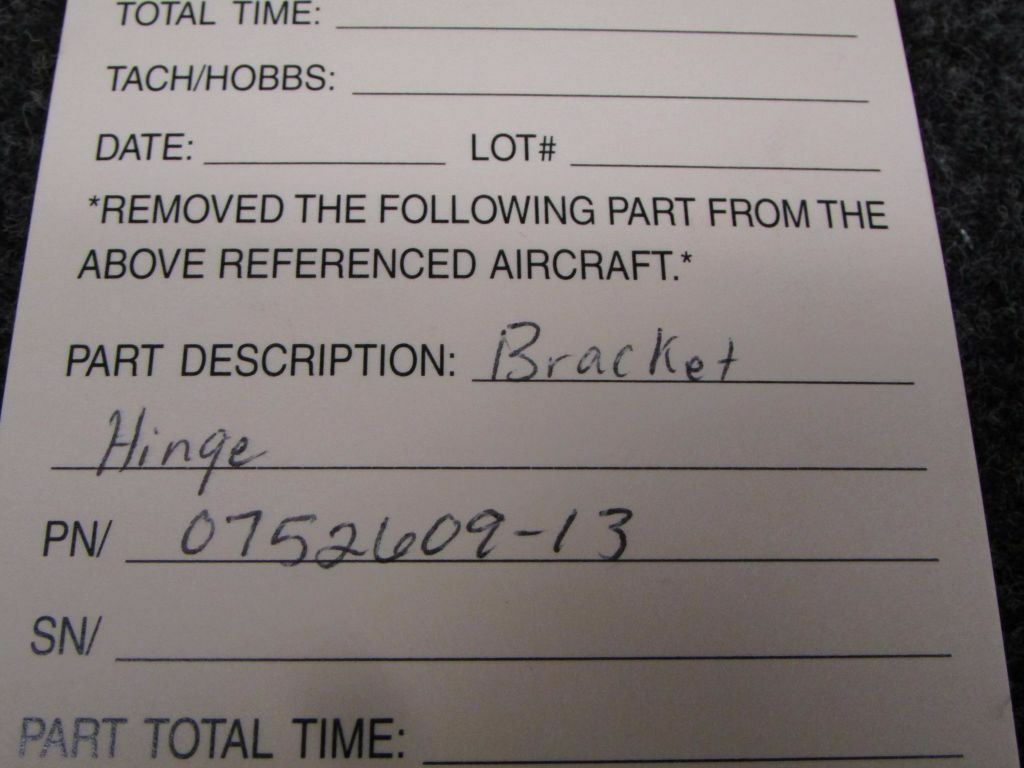 TOTAL TIME:
TACH/HOBBS:
DATE: LOT#
*REMOVED THE FOLLOWING PART FROM THE
ABOVE REFERENCED AIRCRAFT.*
PART DESCRIPTION: Bracket
Hinge
PN/ 0752609-13
SN/
PART TOTAL TIME: